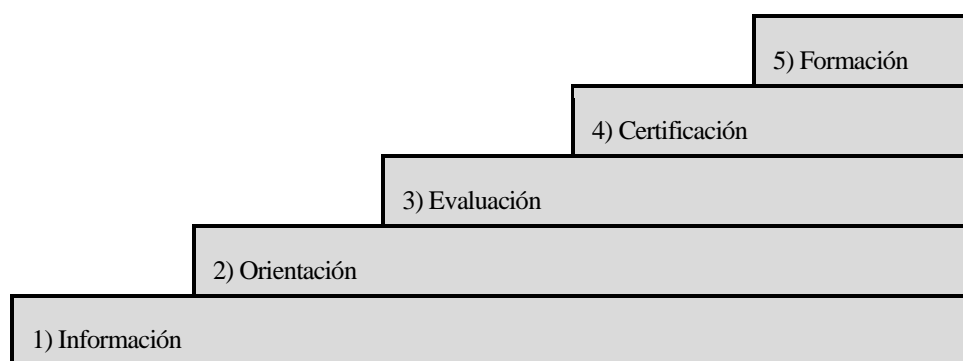 5) Formación
4) Certificación
3) Evaluación
2) Orientación
1) Información